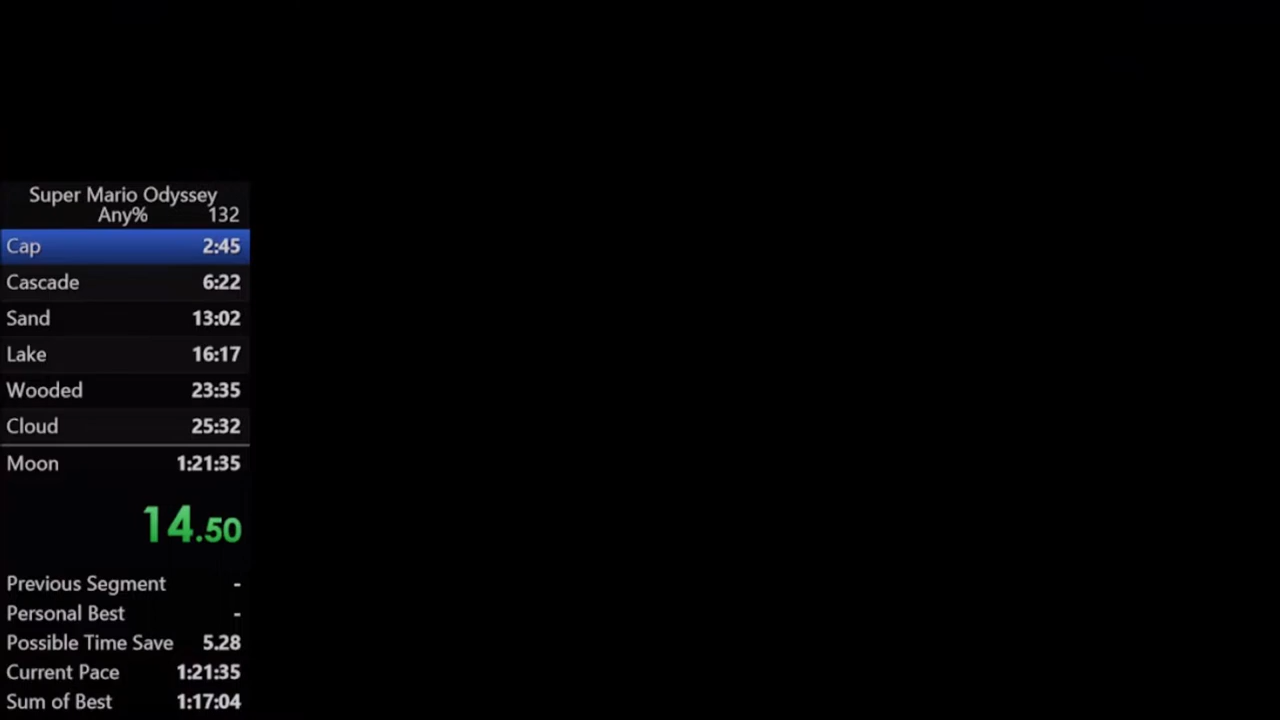 Super Mario Odyssey
Any% 132
Cap 2:45
Cascade 6:22
Sand 13:02
Lake 16:17
Wooded 23:35
Cloud 25:32
Moon 1:21:35
14.50
Previous Segment -
Personal Best -
Possible Time Save 5.28
Current Pace 1:21:35
Sum of Best 1:17:04